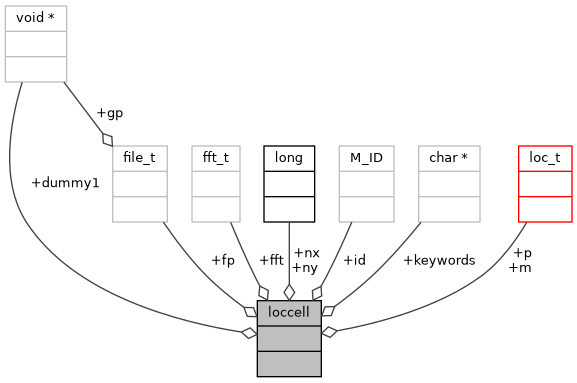 void *
+gp
file_t
fft_t
long
M_ID
char *
loc_t
+dummy1
+fp
+fft
+nx
+ny
+id
+keywords
+p
+m
loccell